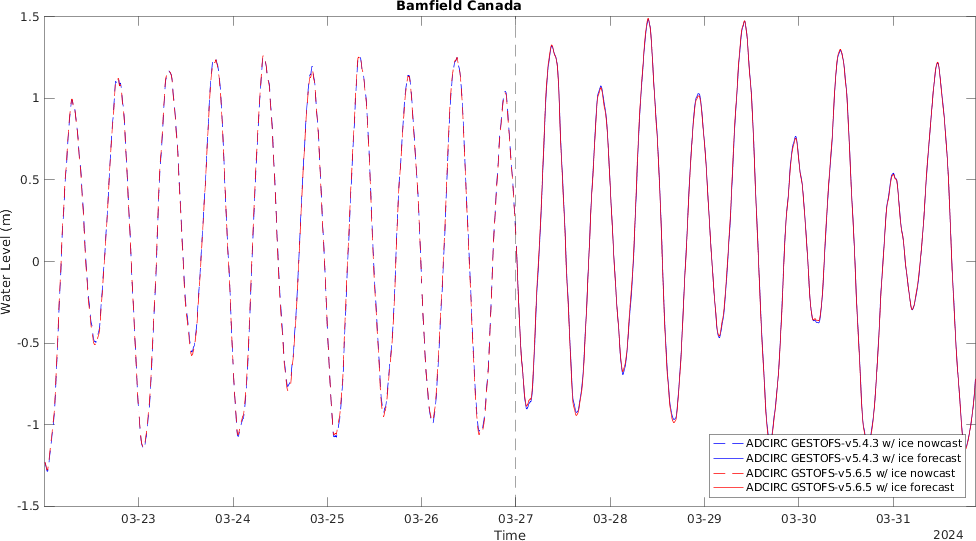 Bamfield Canada
Water Level (m)
1.5
1
0.5
0
-0.5
-1
-1.5
ADCIRC GESTOFS-v5.4.3 w/ ice nowcast
ADCIRC GESTOFS-v5.4.3 w/ ice forecast
ADCIRC GSTOFS-v5.6.5 w/ ice nowcast
ADCIRC GSTOFS-v5.6.5 w/ ice forecast
03-23 03-24 03-25 03-26 03-27 03-28 03-29 03-30 03-31
Time
2024